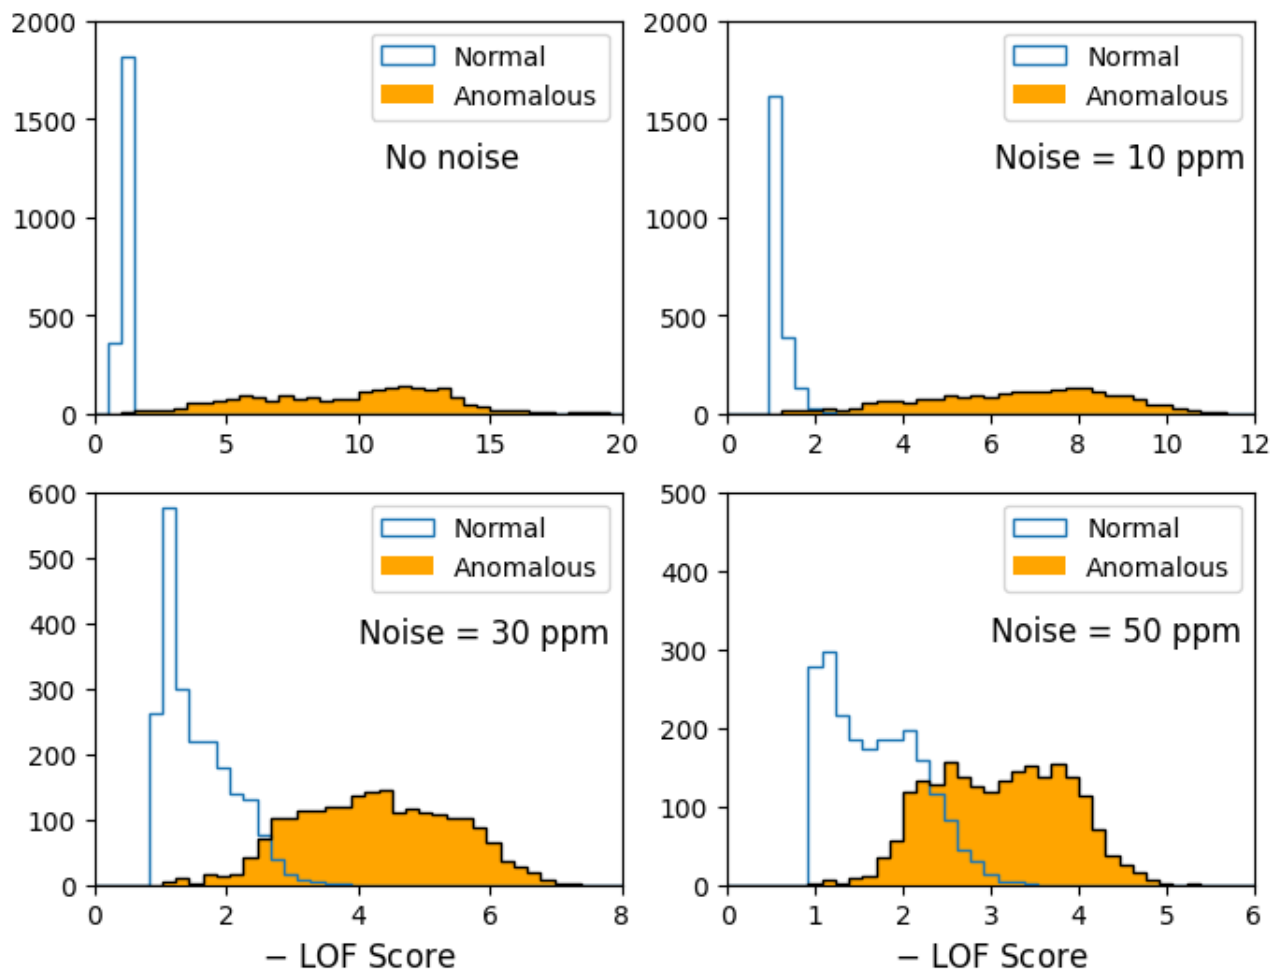 2000
1500
1000
500
0
0 5 10 15 20
Normal
Anomalous
No noise
2000
1500
1000
500
0
0 2 4 6 8 10 12
Normal
Anomalous
Noise = 10 ppm
600
500
400
300
200
100
0
0 2 4 6 8
Normal
Anomalous
Noise = 30 ppm
− LOF Score
500
400
300
200
100
0
0 1 2 3 4 5 6
Normal
Anomalous
Noise = 50 ppm
− LOF Score